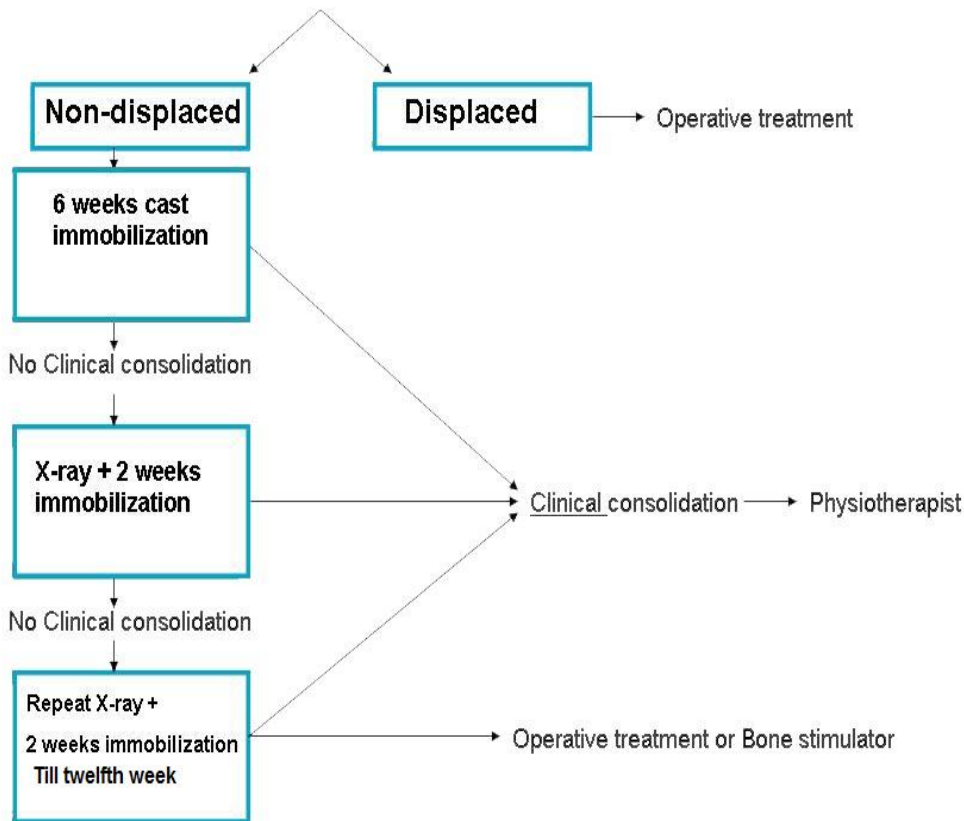 Non-displaced
Displaced
Operative treatment
6 weeks cast
immobilization
No Clinical consolidation
X-ray + 2 weeks
immobilization
Clinical consolidation
Physiotherapist
No Clinical consolidation
Repeat X-ray +
2 weeks immobilization
Till twelfth week
Operative treatment or Bone stimulator